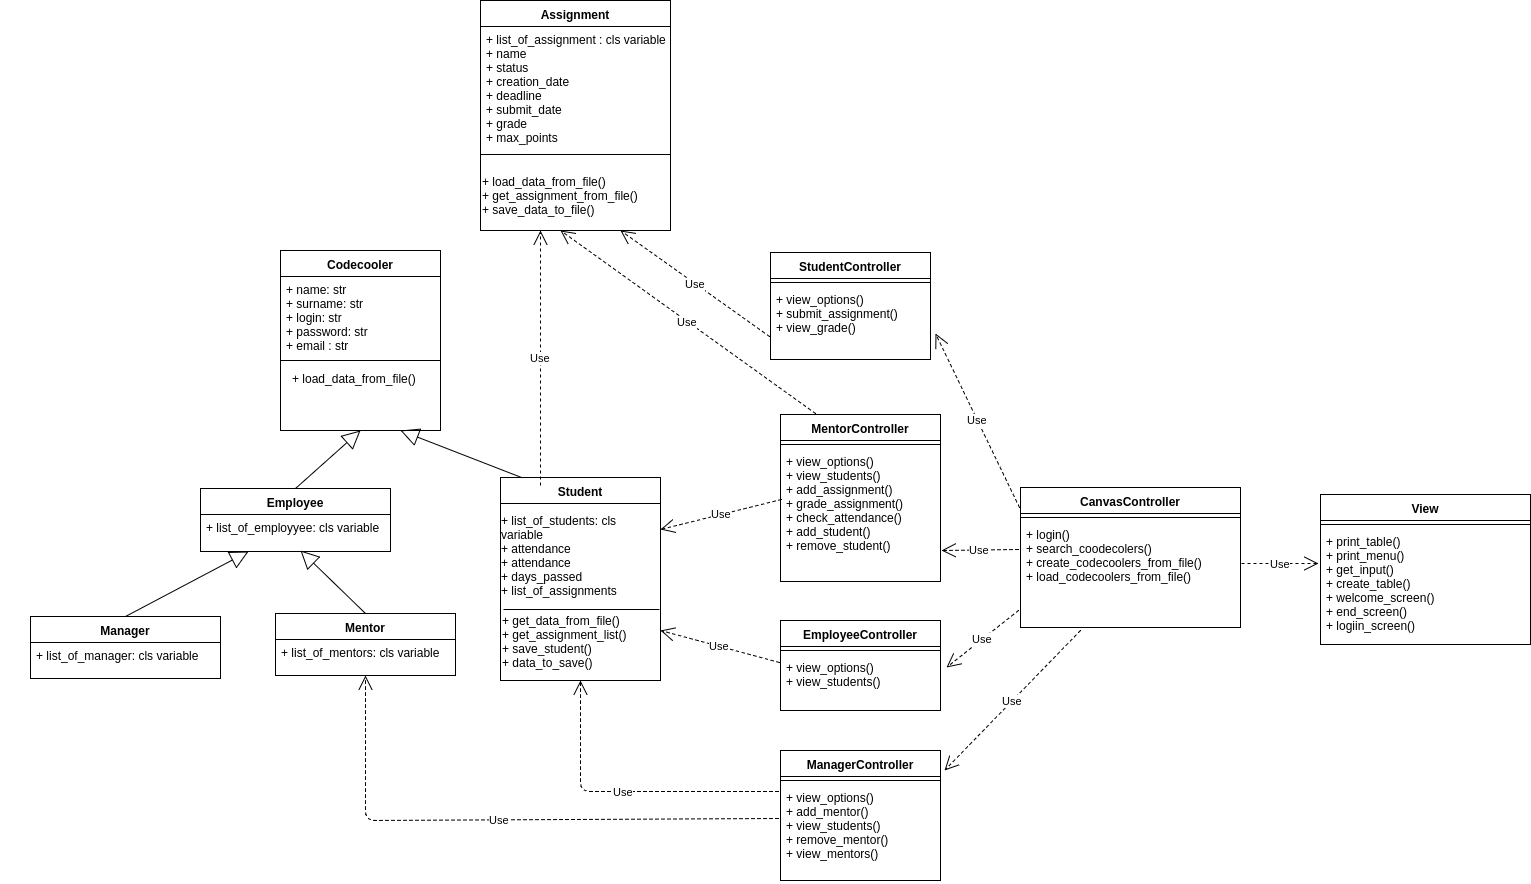 Assignment
+ list_of_assignment : cls variable
+ name
+ status
+ creation_date
+ deadline
+ submit_date
+ grade
+ max_points
+ load_data_from_file()
+ get_assignment_from_file()
+ save_data_to_file()
Codecooler
+ name: str
+ surname: str
+ login: str
+ password: str
+ email : str
+ load_data_from_file()
StudentController
+ view_options()
+ submit_assignment()
+ view_grade()
Use
Use
Use
Use
MentorController
+ view_options()
+ view_students()
+ add_assignment()
+ grade_assignment()
+ check_attendance()
+ add_student()
+ remove_student()
Employee
+ list_of_employyee: cls variable
Student
+ list_of_students: cls
variable
+ attendance
+ attendance
+ days_passed
+ list_of_assignments
+ get_data_from_file()
+ get_assignment_list()
+ save_student()
+ data_to_save()
Use
Use
CanvasController
+ login()
+ search_coodecolers()
+ create_codecoolers_from_file()
+ load_codecoolers_from_file()
Use
View
+ print_table()
+ print_menu()
+ get_input()
+ create_table()
+ welcome_screen()
+ end_screen()
+ logiin_screen()
Manager
+ list_of_manager: cls variable
Mentor
+ list_of_mentors: cls variable
Use
EmployeeController
+ view_options()
+ view_students()
Use
Use
ManagerController
+ view_options()
+ add_mentor()
+ view_students()
+ remove_mentor()
+ view_mentors()
Use
Use